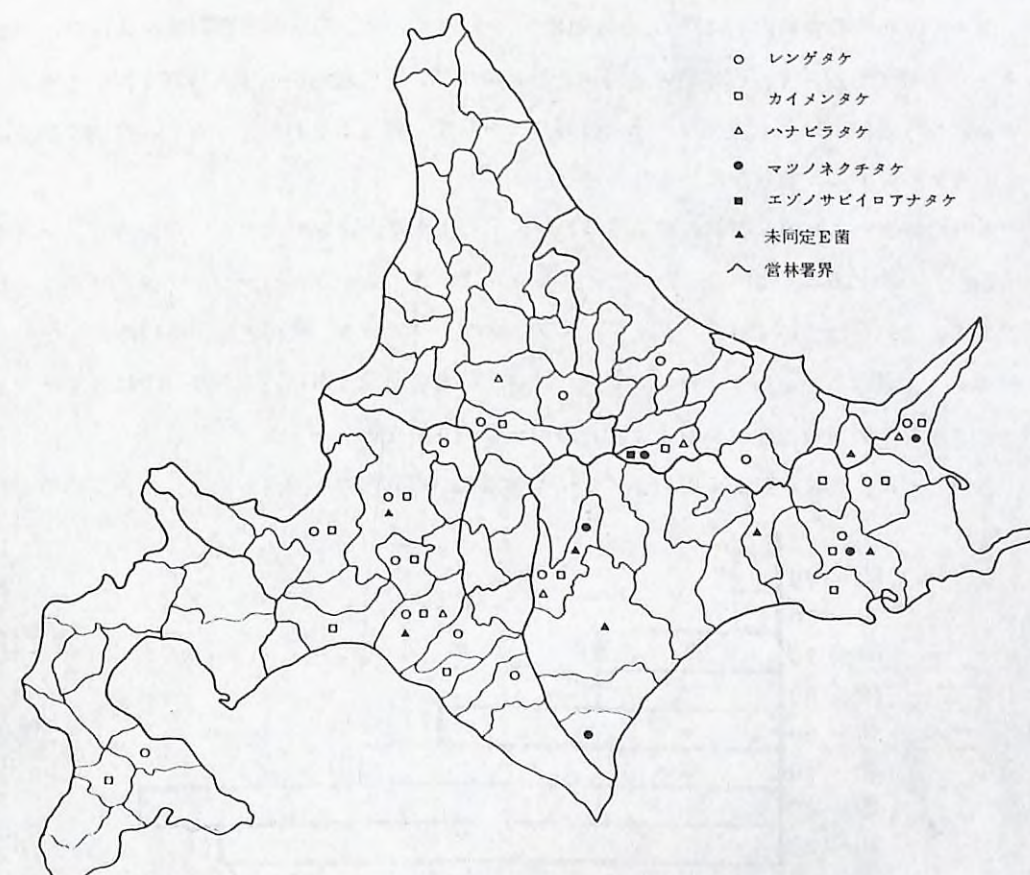 ○ レンゲタケ
□ カイメンタケ
△ ハナビラタケ
● マツノネクチタケ
■ エゾノサビイロアナタケ
▲ 未同定E菌
へ 営林署界